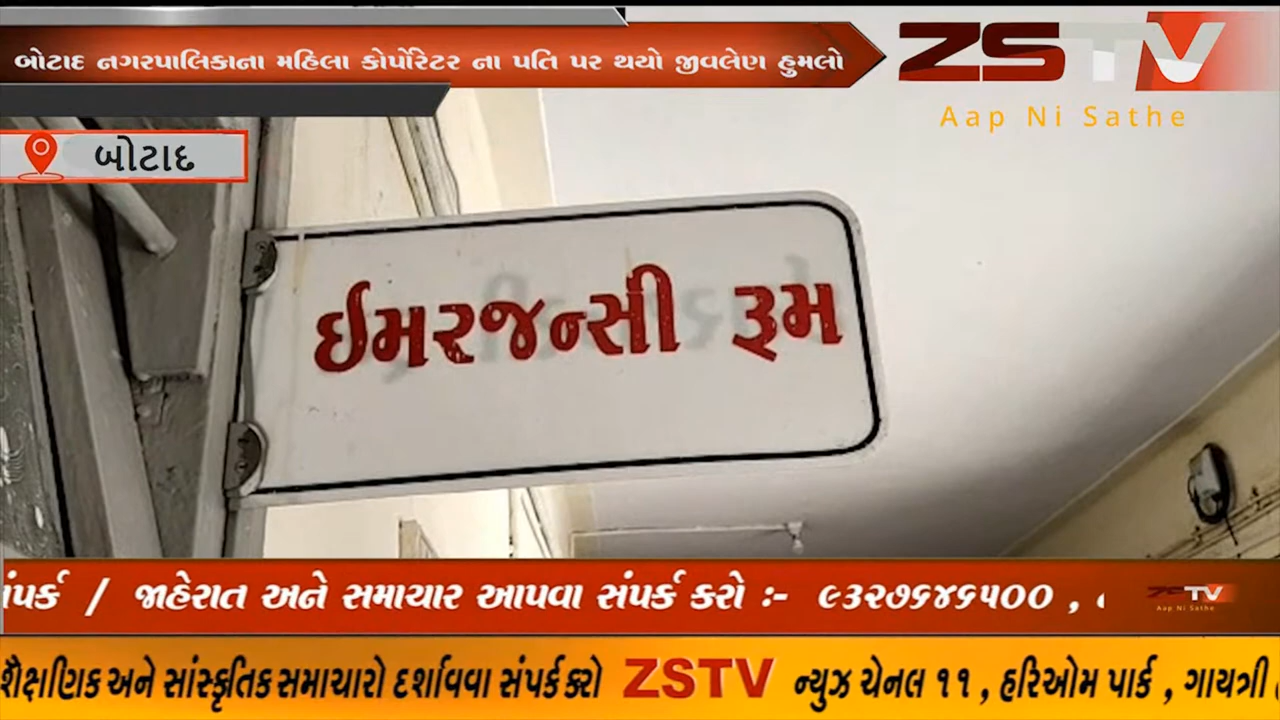 બોટાદ નગરપાલિકાના મહિલા કોર્પોરેટર ના પતિ પર થયો જીવલેણ હુમલો
ZSTV
Aap Ni Sathe
બોટાદ
ઈમરજન્સી રૂમ
સંપર્ક / જાહેરાત અને સમાચાર આપવા સંપર્ક કરો :- ૯૩૨૭૬૪૬૫૦૦ ,
ZSTV
Aap Ni Sathe
શૈક્ષણિક અને સાંસ્કૃતિક સમાચારો દર્શાવવા સંપર્ક કરો ZSTV ન્યુઝ ચેનલ ૧૧ , હરિઓમ પાર્ક , ગાયત્રી